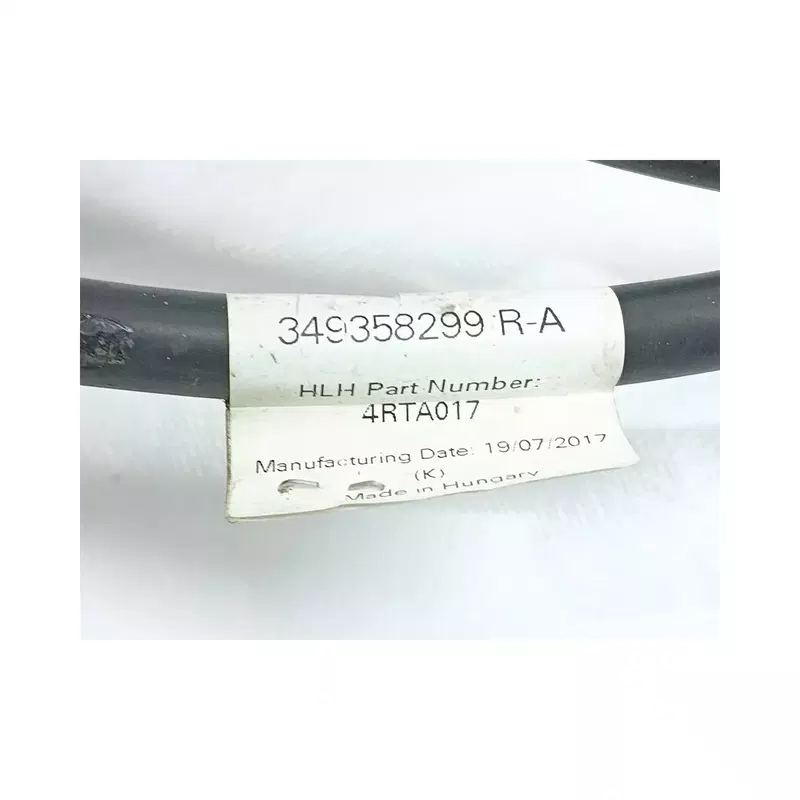 349358299 R-A
HLH Part Number:
4RTA017
Manufacturing Date: 19/07/2017
(K)
Made in Hungary